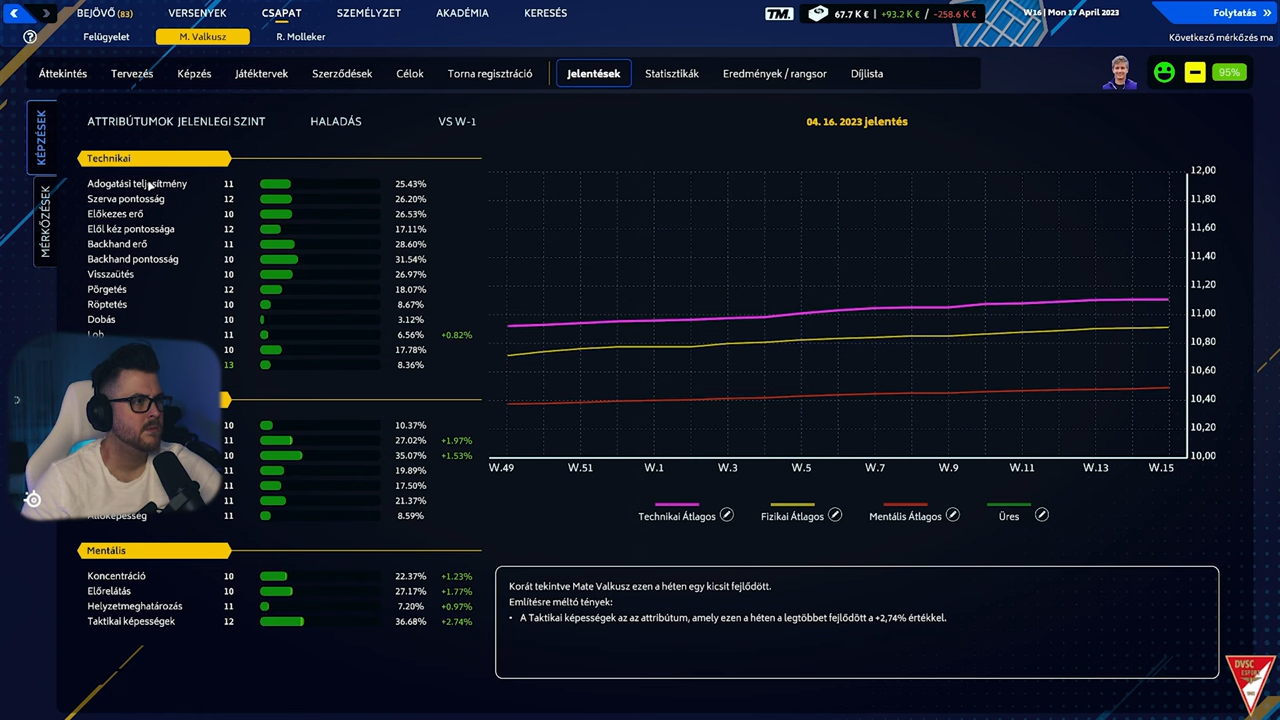 BEJÖVŐ (83)
VERSENYEK
CSAPAT
SZEMÉLYZET
AKADÉMIA
KERESÉS
TM.
67.7 K € | +93.2 K € | -258.6 K €
W16 | Mon 17 April 2023
Folytatás
Felügyelet
M. Valkusz
R. Molleker
Következő mérkőzés ma
Áttekintés
Tervezés
Képzés
Játéktervek
Szerződések
Célok
Torna regisztráció
Jelentések
Statisztikák
Eredmények / rangsor
Díjlista
95%
KÉPZÉSEK
MÉRKŐZÉSEK
ATTRIBÚTUMOK JELENLEGI SZINT
HALADÁS
VS W-1
04. 16. 2023 jelentés
Technikai
Adogatási teljesítmény 11 25.43%
Szerva pontosság 12 26.20%
Előkezes erő 10 26.53%
Elől kéz pontossága 12 17.11%
Backhand erő 11 28.60%
Backhand pontosság 10 31.54%
Visszaütés 10 26.97%
Pörgetés 12 18.07%
Röptetés 10 8.67%
Dobás 10 3.12%
Lob 11 6.56% +0.82%
10 17.78%
13 8.36%
10 10.37%
11 27.02% +1.97%
10 35.07% +1.53%
11 19.89%
11 17.50%
11 21.37%
Állóképesség 11 8.59%
Mentális
Koncentráció 10 22.37% +1.23%
Előrelátás 10 27.17% +1.77%
Helyzetmeghatározás 11 7.20% +0.97%
Taktikai képességek 12 36.68% +2.74%
12,00
11,80
11,60
11,40
11,20
11,00
10,80
10,60
10,40
10,20
10,00
W.49 W.51 W.1 W.3 W.5 W.7 W.9 W.11 W.13 W.15
Technikai Átlagos
Fizikai Átlagos
Mentális Átlagos
Üres
Korát tekintve Mate Valkusz ezen a héten egy kicsit fejlődött.
Említésre méltó tények:
• A Taktikai képességek az az attribútum, amely ezen a héten a legtöbbet fejlődött a +2,74% értékkel.
DVSC